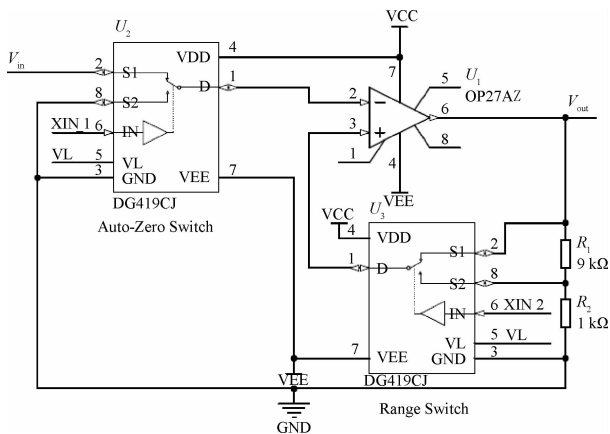 U2
VCC
Vin
2 S1 VDD 4
8 S2 D 1
XIN_1 6 IN
VL 5 VL
3 GND VEE 7
DG419CJ
Auto-Zero Switch
7
5
U1
OP27AZ
2 −
3 +
6
Vout
1
4
8
VEE
U3
VCC
4 VDD
1 D S1 2
S2 8
IN 6 XIN 2
VL 5 VL
7 VEE GND 3
DG419CJ
Range Switch
R1
9 kΩ
R2
1 kΩ
VEE
GND